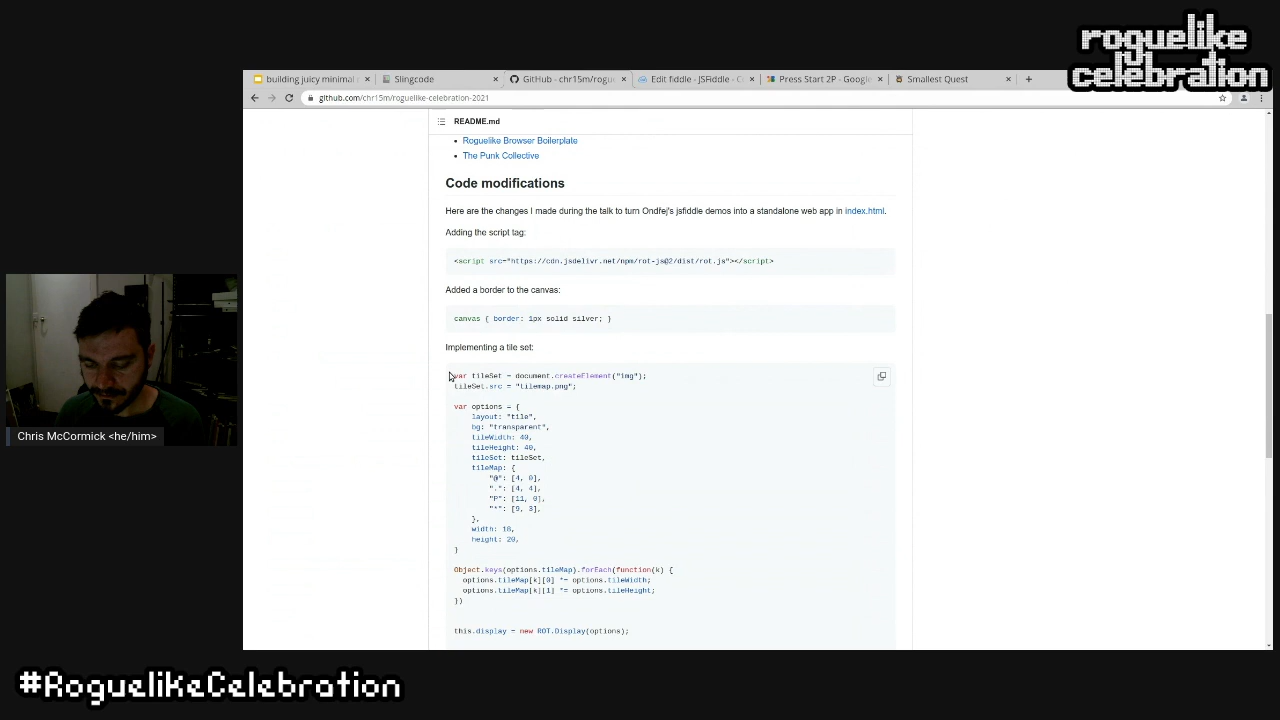 roguelike
celebration
building juicy minimal r
Slingcode
GitHub - chr15m/rogue
Edit fiddle - JSFiddle - C
Press Start 2P - Google
Smallest Quest
github.com/chr15m/roguelike-celebration-2021
README.md
Roguelike Browser Boilerplate
The Punk Collective
Code modifications
Here are the changes I made during the talk to turn Ondřej's jsfiddle demos into a standalone web app in index.html.
Adding the script tag:
<script src="https://cdn.jsdelivr.net/npm/rot-js@2/dist/rot.js"></script>
Added a border to the canvas:
canvas { border: 1px solid silver; }
Implementing a tile set:
var tileSet = document.createElement("img");
tileSet.src = "tilemap.png";
var options = {
layout: "tile",
bg: "transparent",
tileWidth: 40,
tileHeight: 40,
tileSet: tileSet,
tileMap: {
"@": [4, 0],
".": [4, 4],
"P": [11, 0],
"*": [9, 3],
},
width: 18,
height: 20,
}
Object.keys(options.tileMap).forEach(function(k) {
options.tileMap[k][0] *= options.tileWidth;
options.tileMap[k][1] *= options.tileHeight;
})
this.display = new ROT.Display(options);
Chris McCormick <he/him>
#RoguelikeCelebration